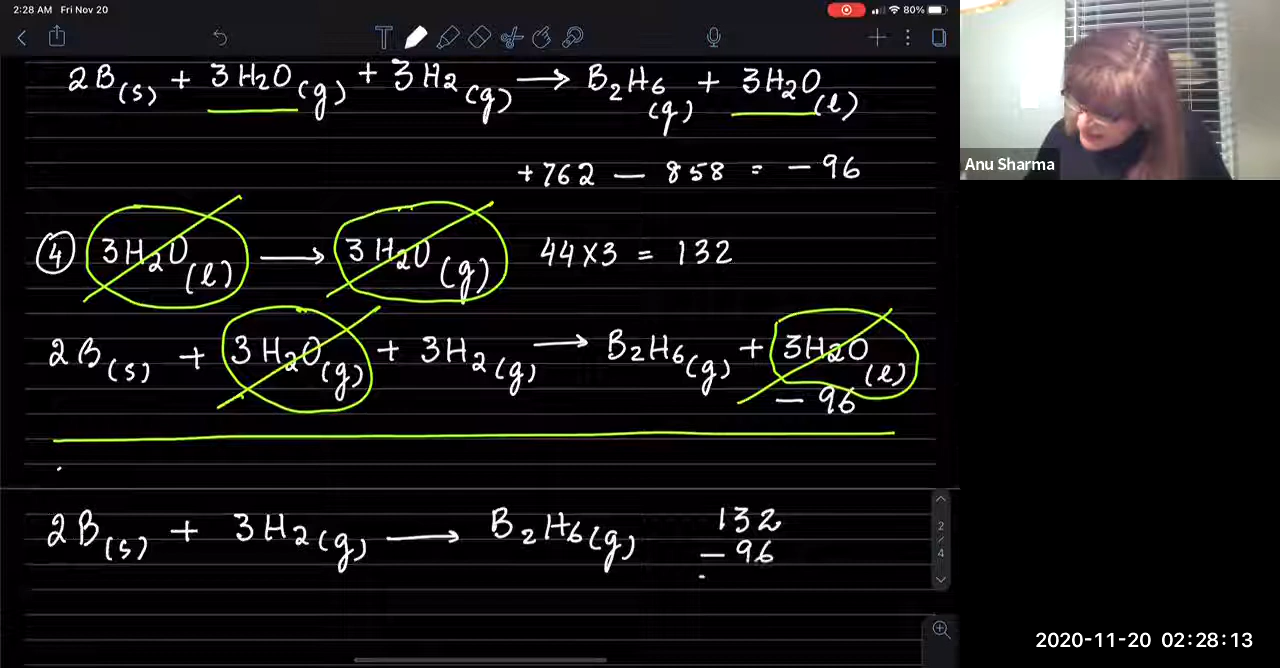 2:28 AM Fri Nov 20
80%
T
2B(s) + 3H2O(g) + 3H2(g) → B2H6(g) + 3H2O(l)
+762 — 858 = — 96
④ 3H2O(l) → 3H2O(g) 44×3 = 132
2B(s) + 3H2O(g) + 3H2(g) → B2H6(g) + 3H2O(l)
— 96
2B(s) + 3H2(g) → B2H6(g) 132
— 96
2/4
Anu Sharma
2020-11-20 02:28:13